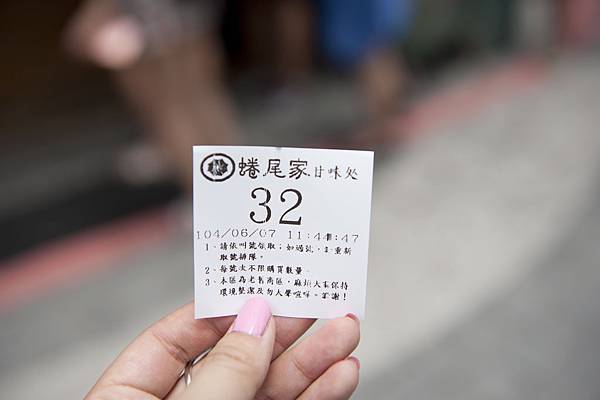 蜷尾家甘味处
32
104/06/07 11:44:47
1、請依叫號領取；如過號，請重新
取號排隊。
2、每號次不限購買數量。
3、本區為老舊商區，麻煩大家保持
環境整潔及勿大聲喧嘩。謝謝！